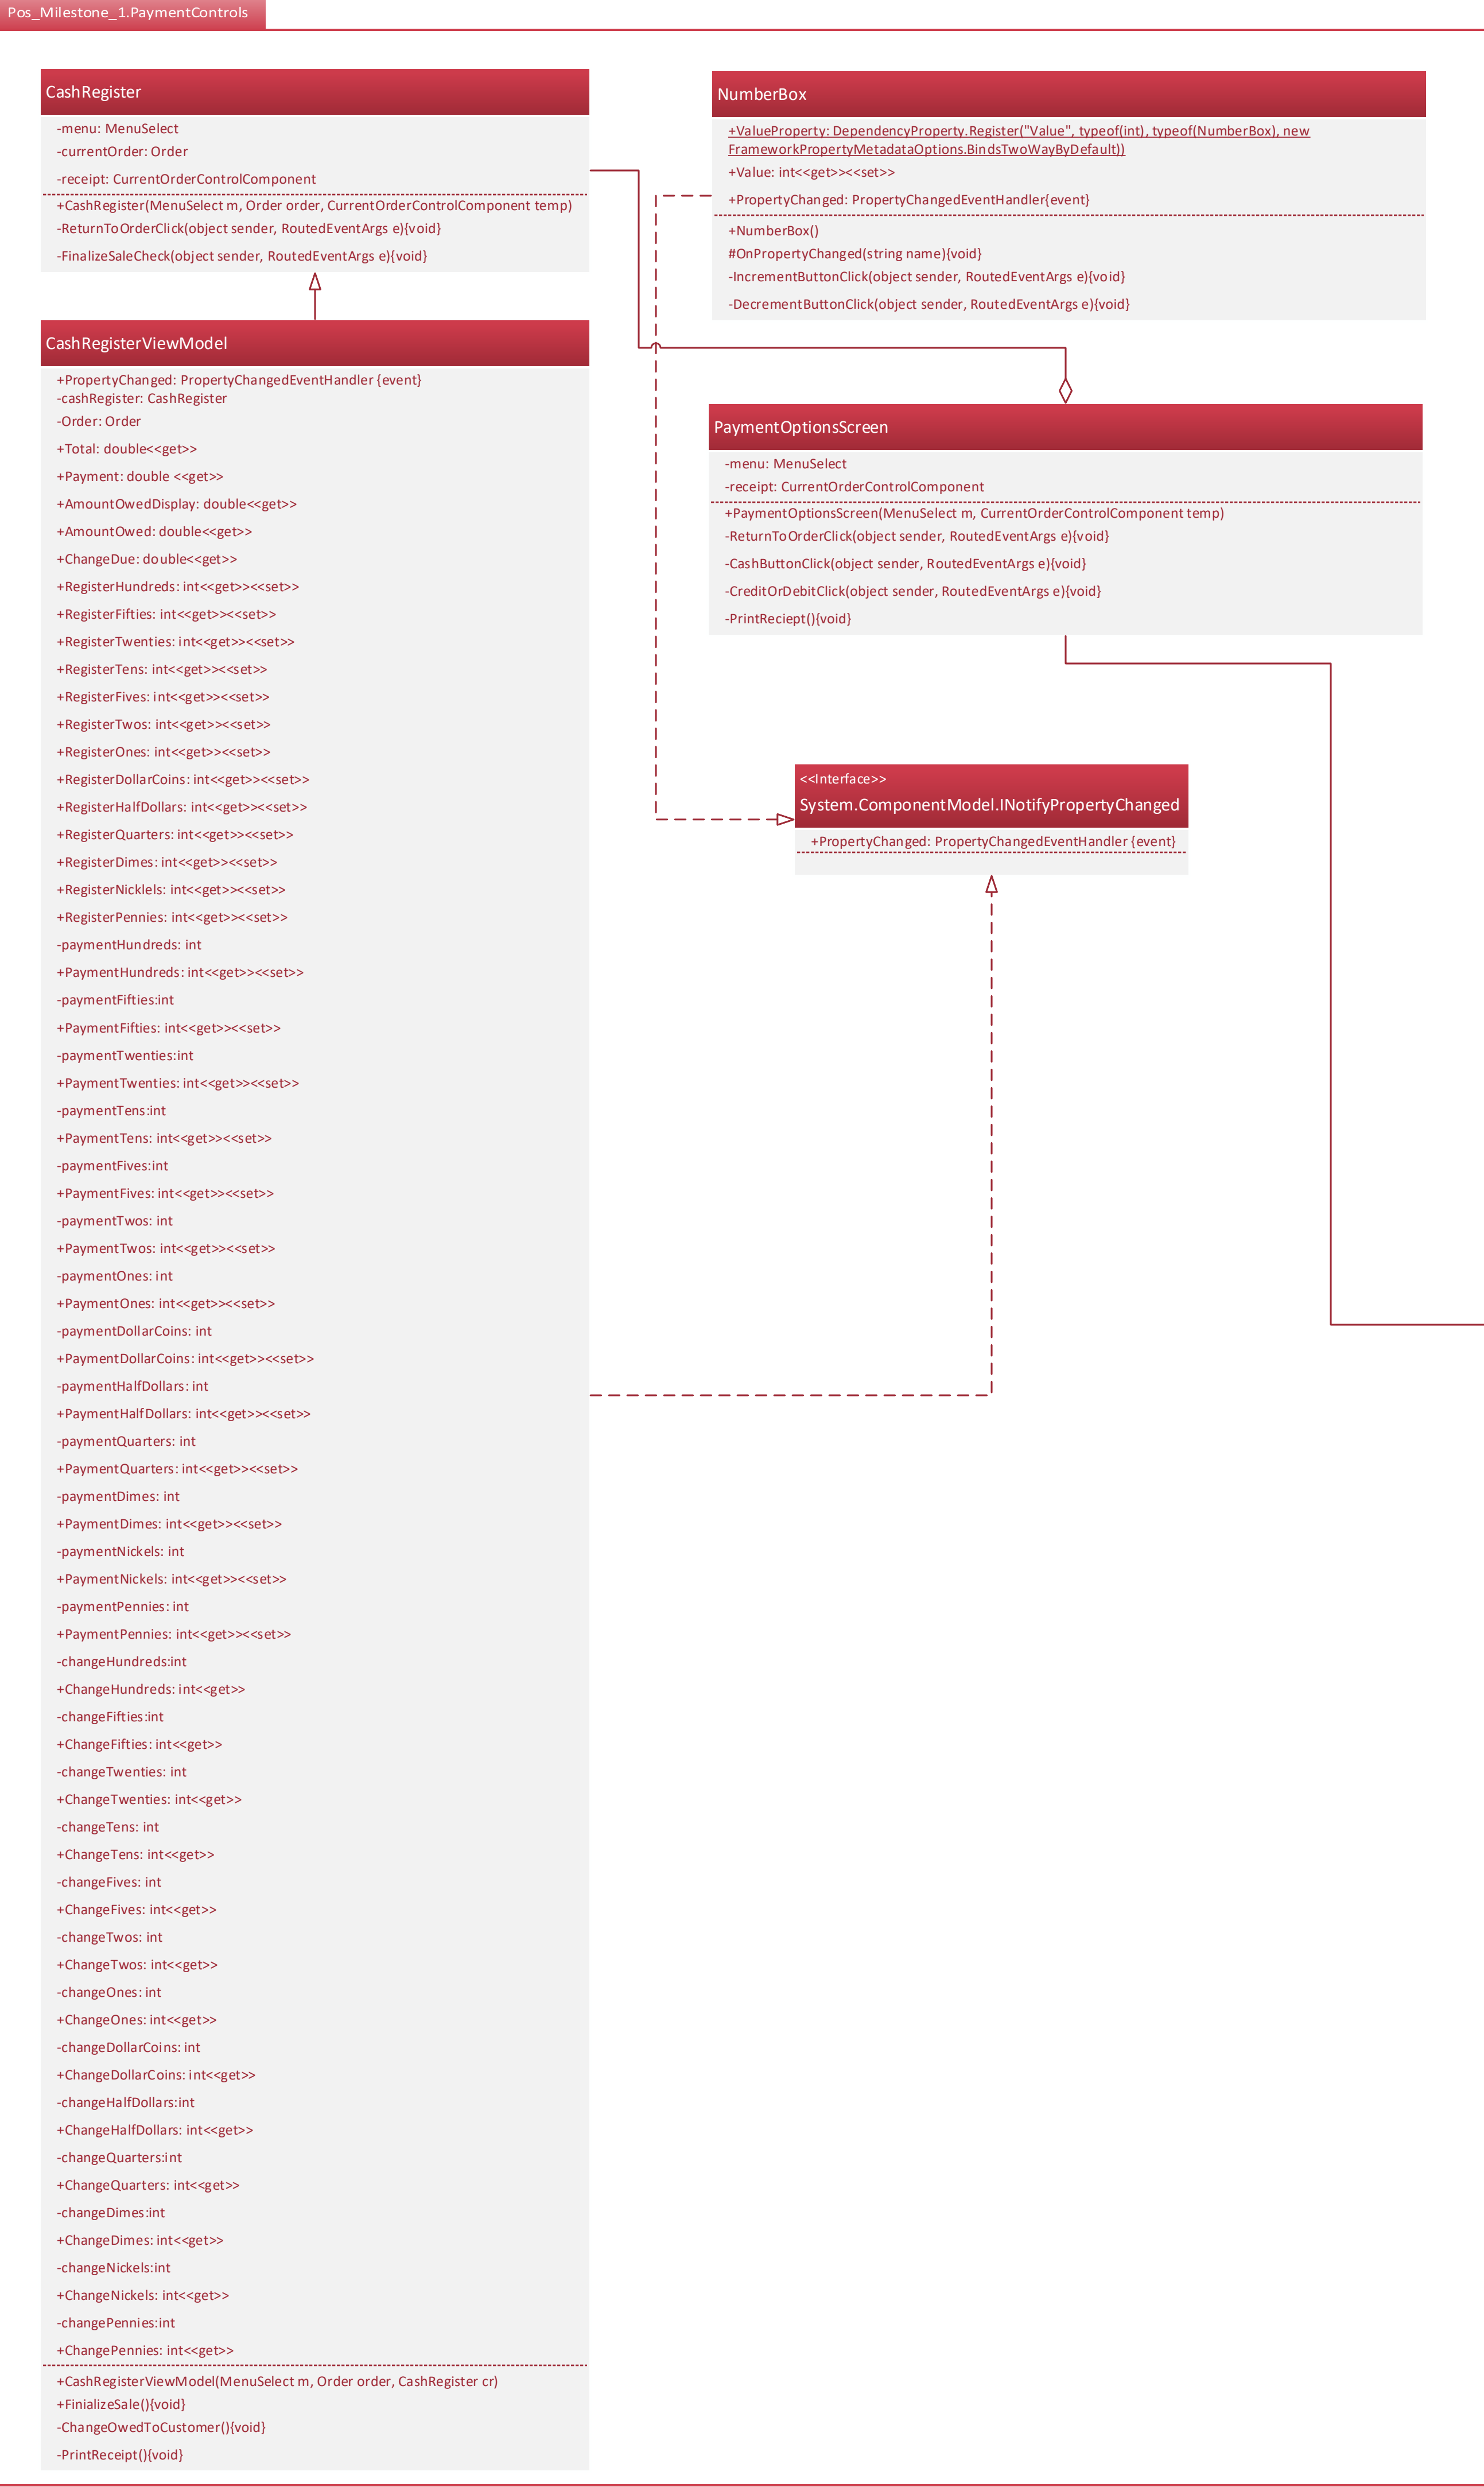 Pos_Milestone_1.PaymentControls
CashRegister
-menu: MenuSelect
-currentOrder: Order
-receipt: CurrentOrderControlComponent
+CashRegister(MenuSelect m, Order order, CurrentOrderControlComponent temp)
-ReturnToOrderClick(object sender, RoutedEventArgs e){void}
-FinalizeSaleCheck(object sender, RoutedEventArgs e){void}
NumberBox
+ValueProperty: DependencyProperty.Register("Value", typeof(int), typeof(NumberBox), new
FrameworkPropertyMetadataOptions.BindsTwoWayByDefault))
+Value: int<<get>><<set>>
+PropertyChanged: PropertyChangedEventHandler{event}
+NumberBox()
#OnPropertyChanged(string name){void}
-IncrementButtonClick(object sender, RoutedEventArgs e){void}
-DecrementButtonClick(object sender, RoutedEventArgs e){void}
CashRegisterViewModel
+PropertyChanged: PropertyChangedEventHandler {event}
-cashRegister: CashRegister
-Order: Order
+Total: double<<get>>
+Payment: double <<get>>
+AmountOwedDisplay: double<<get>>
+AmountOwed: double<<get>>
+ChangeDue: double<<get>>
+RegisterHundreds: int<<get>><<set>>
+RegisterFifties: int<<get>><<set>>
+RegisterTwenties: int<<get>><<set>>
+RegisterTens: int<<get>><<set>>
+RegisterFives: int<<get>><<set>>
+RegisterTwos: int<<get>><<set>>
+RegisterOnes: int<<get>><<set>>
+RegisterDollarCoins: int<<get>><<set>>
+RegisterHalfDollars: int<<get>><<set>>
+RegisterQuarters: int<<get>><<set>>
+RegisterDimes: int<<get>><<set>>
+RegisterNicklels: int<<get>><<set>>
+RegisterPennies: int<<get>><<set>>
-paymentHundreds: int
+PaymentHundreds: int<<get>><<set>>
-paymentFifties:int
+PaymentFifties: int<<get>><<set>>
-paymentTwenties:int
+PaymentTwenties: int<<get>><<set>>
-paymentTens:int
+PaymentTens: int<<get>><<set>>
-paymentFives:int
+PaymentFives: int<<get>><<set>>
-paymentTwos: int
+PaymentTwos: int<<get>><<set>>
-paymentOnes: int
+PaymentOnes: int<<get>><<set>>
-paymentDollarCoins: int
+PaymentDollarCoins: int<<get>><<set>>
-paymentHalfDollars: int
+PaymentHalfDollars: int<<get>><<set>>
-paymentQuarters: int
+PaymentQuarters: int<<get>><<set>>
-paymentDimes: int
+PaymentDimes: int<<get>><<set>>
-paymentNickels: int
+PaymentNickels: int<<get>><<set>>
-paymentPennies: int
+PaymentPennies: int<<get>><<set>>
-changeHundreds:int
+ChangeHundreds: int<<get>>
-changeFifties:int
+ChangeFifties: int<<get>>
-changeTwenties: int
+ChangeTwenties: int<<get>>
-changeTens: int
+ChangeTens: int<<get>>
-changeFives: int
+ChangeFives: int<<get>>
-changeTwos: int
+ChangeTwos: int<<get>>
-changeOnes: int
+ChangeOnes: int<<get>>
-changeDollarCoins: int
+ChangeDollarCoins: int<<get>>
-changeHalfDollars:int
+ChangeHalfDollars: int<<get>>
-changeQuarters:int
+ChangeQuarters: int<<get>>
-changeDimes:int
+ChangeDimes: int<<get>>
-changeNickels:int
+ChangeNickels: int<<get>>
-changePennies:int
+ChangePennies: int<<get>>
+CashRegisterViewModel(MenuSelect m, Order order, CashRegister cr)
+FinializeSale(){void}
-ChangeOwedToCustomer(){void}
-PrintReceipt(){void}
PaymentOptionsScreen
-menu: MenuSelect
-receipt: CurrentOrderControlComponent
+PaymentOptionsScreen(MenuSelect m, CurrentOrderControlComponent temp)
-ReturnToOrderClick(object sender, RoutedEventArgs e){void}
-CashButtonClick(object sender, RoutedEventArgs e){void}
-CreditOrDebitClick(object sender, RoutedEventArgs e){void}
-PrintReciept(){void}
<<Interface>>
System.ComponentModel.INotifyPropertyChanged
+PropertyChanged: PropertyChangedEventHandler {event}